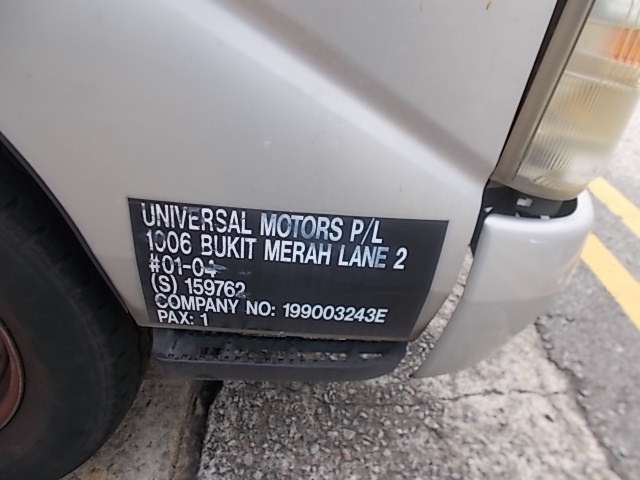 UNIVERSAL MOTORS P/L
1006 BUKIT MERAH LANE 2
#01-04
(S) 159762
COMPANY NO: 199003243E
PAX: 1